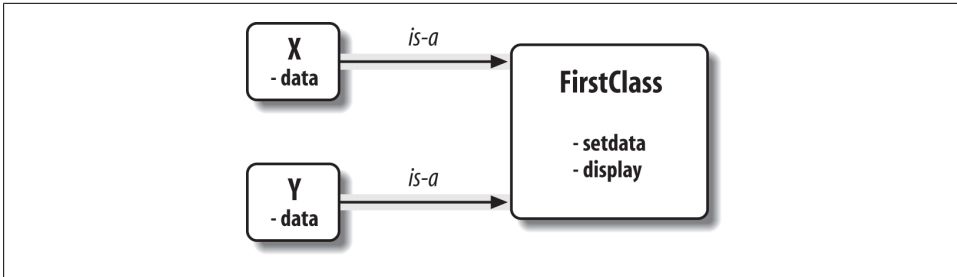 X
- data
is-a
FirstClass
- setdata
- display
Y
- data
is-a